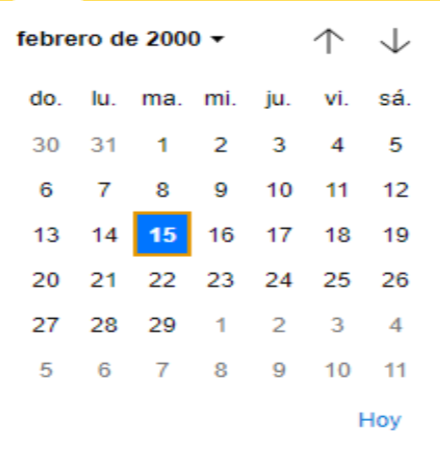 febrero de 2000
do. lu. ma. mi. ju. vi. sá.
30 31 1 2 3 4 5
6 7 8 9 10 11 12
13 14 15 16 17 18 19
20 21 22 23 24 25 26
27 28 29 1 2 3 4
5 6 7 8 9 10 11
Hoy